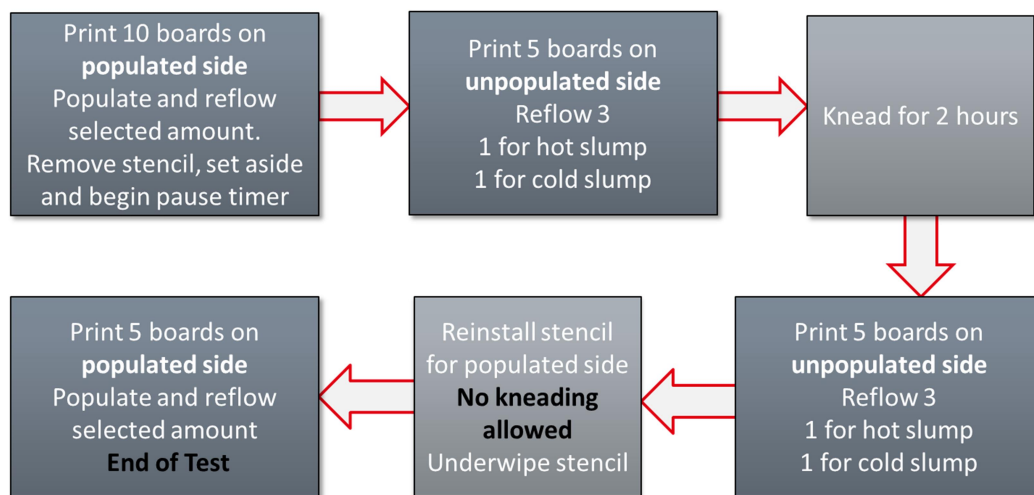 Print 10 boards on
populated side
Populate and reflow
selected amount.
Remove stencil, set aside
and begin pause timer
Print 5 boards on
unpopulated side
Reflow 3
1 for hot slump
1 for cold slump
Knead for 2 hours
Print 5 boards on
unpopulated side
Reflow 3
1 for hot slump
1 for cold slump
Reinstall stencil
for populated side
No kneading
allowed
Underwipe stencil
Print 5 boards on
populated side
Populate and reflow
selected amount
End of Test